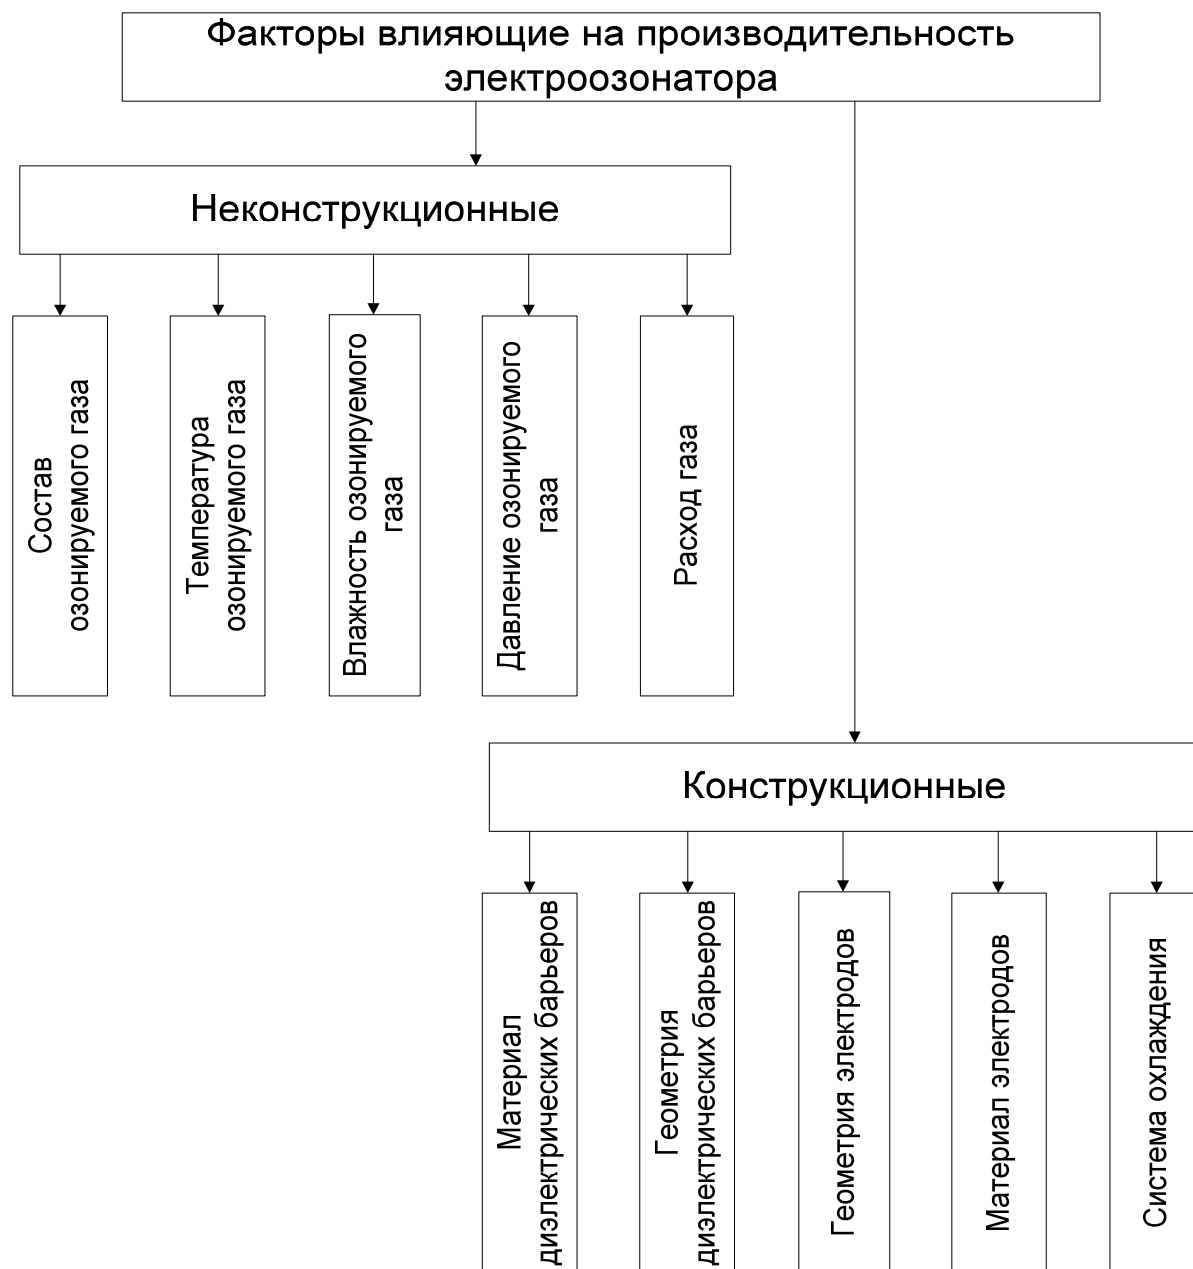 Факторы влияющие на производительность
электроозонатора
Неконструкционные
Состав
озонируемого газа
Температура
озонируемого газа
Влажность озонируемого
газа
Давление озонируемого
газа
Расход газа
Конструкционные
Материал
диэлектрических барьеров
Геометрия
диэлектрических барьеров
Геометрия электродов
Материал электродов
Система охлаждения